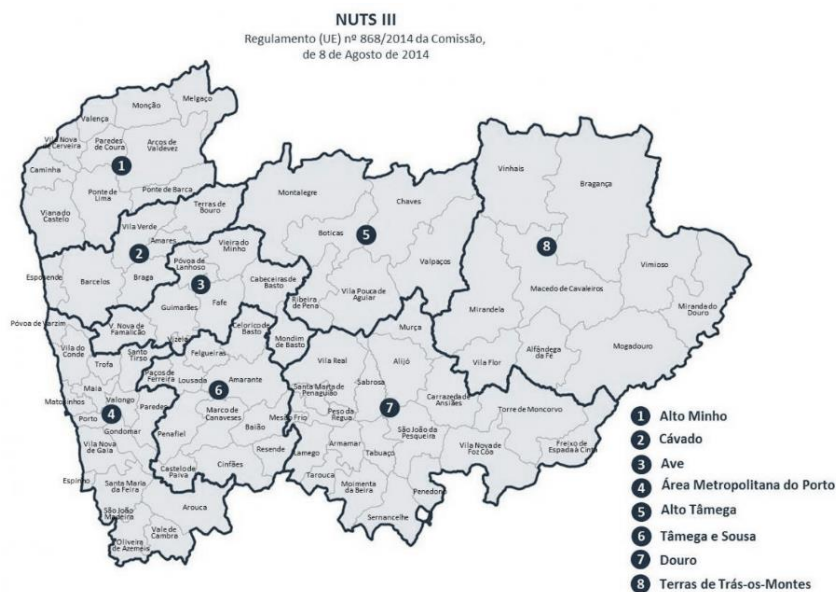 NUTS III
Regulamento (UE) nº 868/2014 da Comissão,
de 8 de Agosto de 2014
Melgaço
Monção
Valença
Vila Nova
de Cerveira
Paredes
de Coura
Arcos de
Valdevez
1
Caminha
Ponte de
Lima
Ponte de Barca
Viana do
Castelo
Terras de
Bouro
Vila Verde
Amares
2
Esposende
Barcelos
Braga
Vieira do
Minho
Póvoa de
Lanhoso
3
Cabeceiras de
Basto
Guimarães
Fafe
V. Nova de
Famalicão
Vizela
Montalegre
Chaves
Boticas
5
Valpaços
Vila Pouca de
Aguiar
Ribeira
de Pena
Vinhais
Bragança
8
Vimioso
Macedo de Cavaleiros
Miranda do
Douro
Mirandela
Mogadouro
Alfândega
da Fé
Vila Flor
Póvoa de Varzim
Vila do
Conde
Santo
Tirso
Trofa
Maia
Matosinhos
Valongo
4
Porto
Paredes
Gondomar
Vila Nova
de Gaia
Espinho
Santa Maria
da Feira
Arouca
São João
Madeira
Vale de
Cambra
Oliveira
de Azeméis
Celorico de
Basto
Mondim
de Basto
Felgueiras
Paços de
Ferreira
Lousada
Amarante
6
Marco de
Canaveses
Baião
Penafiel
Resende
Castelo de
Paiva
Cinfães
Mesão Frio
Murça
Vila Real
Alijó
Sabrosa
Santa Marta de
Penaguião
Peso da
Régua
7
Carrazeda de
Ansiães
Torre de Moncorvo
São João da
Pesqueira
Armamar
Lamego
Tabuaço
Vila Nova de
Foz Côa
Freixo de
Espada à Cinta
Tarouca
Moimenta
da Beira
Penedono
Sernancelhe
1 Alto Minho
2 Cávado
3 Ave
4 Área Metropolitana do Porto
5 Alto Tâmega
6 Tâmega e Sousa
7 Douro
8 Terras de Trás-os-Montes